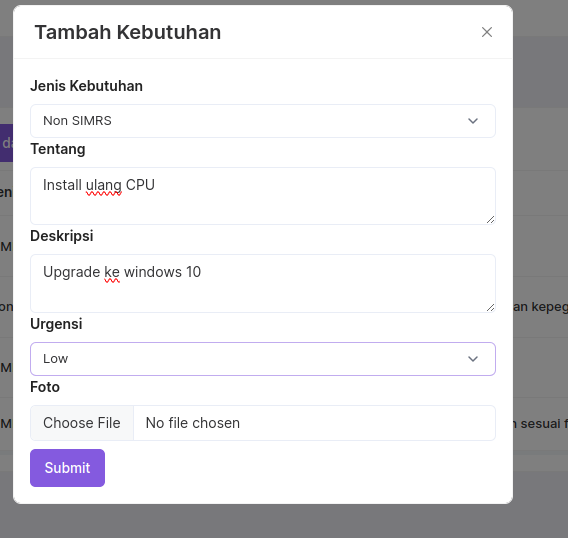 Tambah Kebutuhan
Jenis Kebutuhan
Non SIMRS
Tentang
Install ulang CPU
Deskripsi
Upgrade ke windows 10
Urgensi
Low
Foto
Choose File No file chosen
Submit
da
en
M
on
an kepeg
M
M
sesuai f